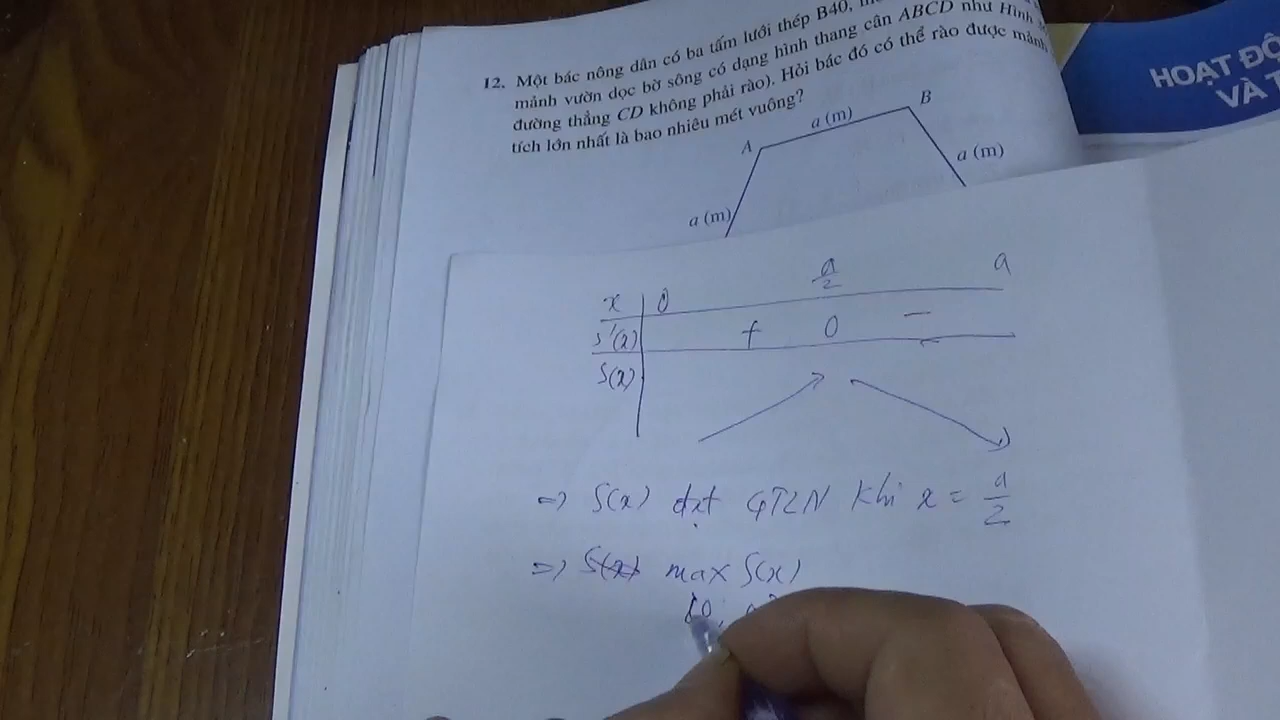 12. Một bác nông dân có ba tấm lưới thép B40,
mảnh vườn dọc bờ sông có dạng hình thang cân ABCD như Hình
đường thẳng CD không phải rào). Hỏi bác đó có thể rào được mảnh
tích lớn nhất là bao nhiêu mét vuông?
A a (m) B
a (m) a (m)
HOẠT ĐỘ
VÀ T
x 0 a/2 a
S'(x) + 0 −
S(x)
=> S(x) đạt GTLN khi x = a/2
=> S(x) max S(x)